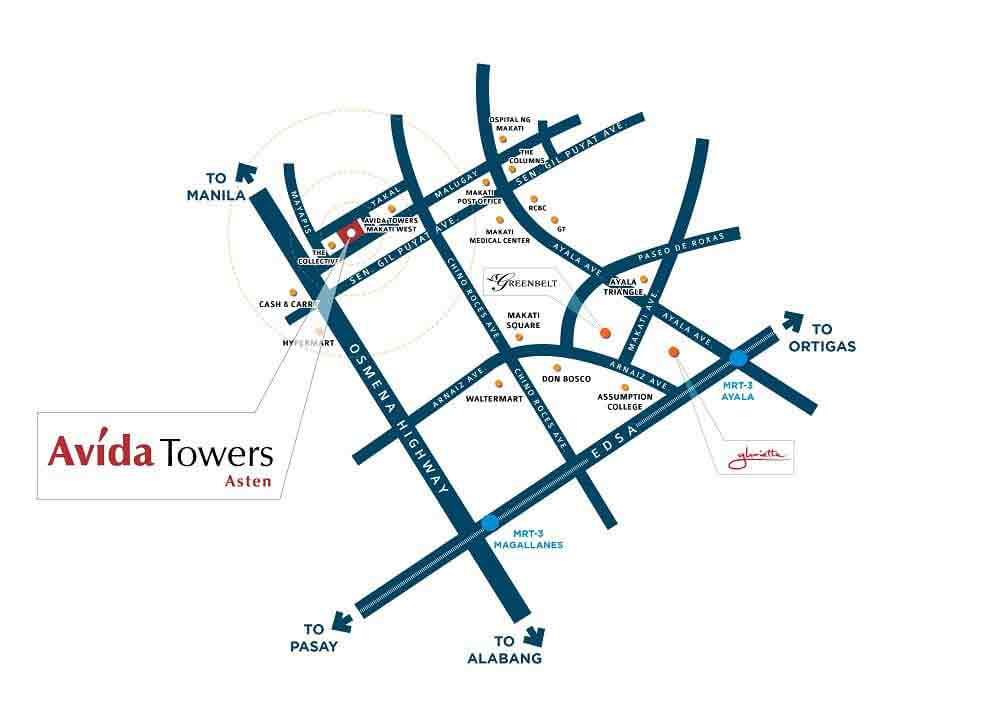 OSPITAL NG
MAKATI
THE
COLUMNS
SEN. GIL PUYAT AVE.
TO
MANILA
MAYAPIS
YAKAL
MALUGAY
MAKATI
POST OFFICE
RCBC
GT
AVIDA TOWERS
MAKATI WEST
MAKATI
MEDICAL CENTER
THE
COLLECTIVE
SEN. GIL PUYAT AVE.
AYALA AVE
PASEO DE ROXAS
CHINO ROCES AVE
GREENBELT
AYALA
TRIANGLE
CASH & CARRY
HYPERMART
MAKATI
SQUARE
MAKATI AVE.
AYALA AVE.
TO
ORTIGAS
OSMENA HIGHWAY
ARNAIZ AVE
CHINO ROCES AVE
DON BOSCO
ARNAIZ AVE
MRT-3
AYALA
WALTERMART
ASSUMPTION
COLLEGE
EDSA
Avída Towers
Asten
glorietta
MRT-3
MAGALLANES
TO
PASAY
TO
ALABANG